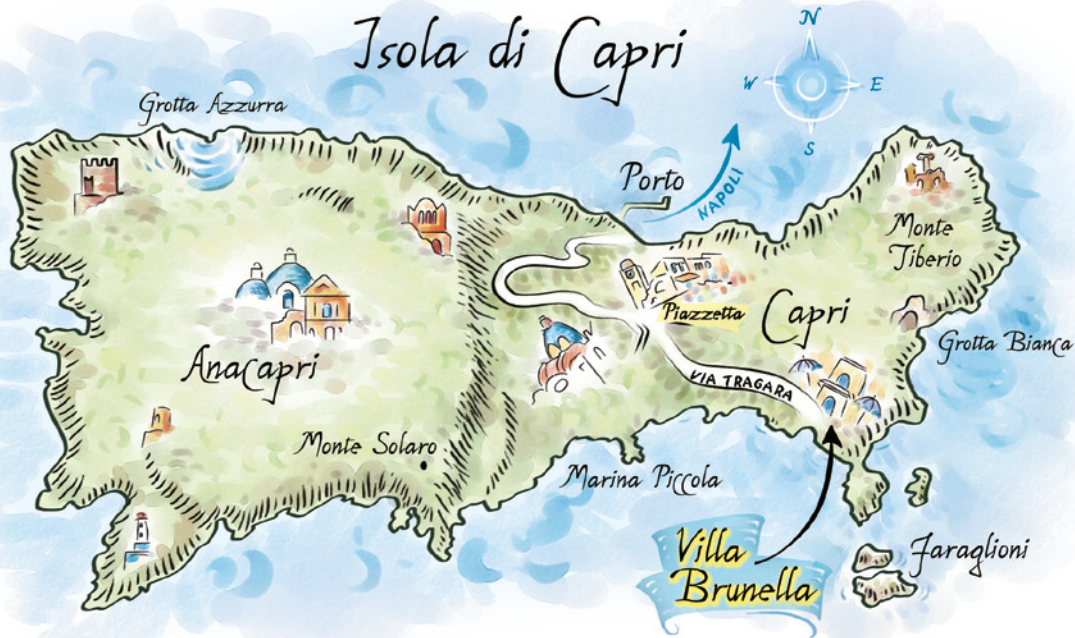 Isola di Capri
N
W E
S
Grotta Azzurra
Porto
NAPOLI
Monte
Tiberio
Piazzetta
Capri
Grotta Bianca
Anacapri
VIA TRAGARA
Monte Solaro
Marina Piccola
Villa
Brunella
Faraglioni